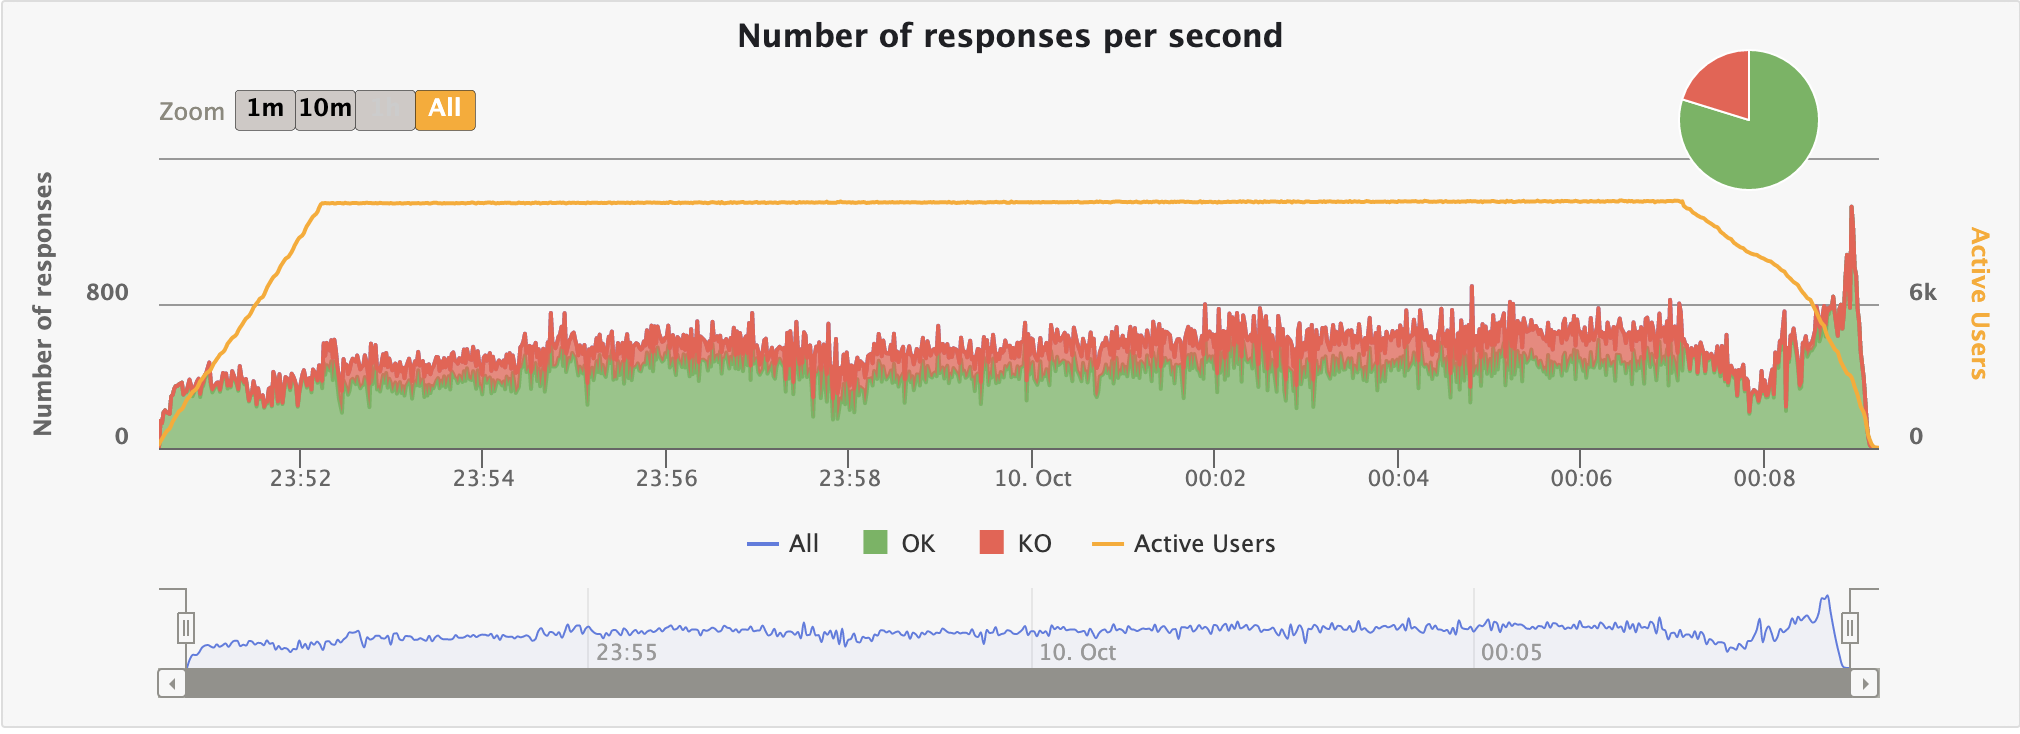 Number of responses per second
Zoom 1m 10m All
Number of responses
800
0
Active Users
6k
0
23:52 23:54 23:56 23:58 10. Oct 00:02 00:04 00:06 00:08
All OK KO Active Users
23:55 10. Oct 00:05